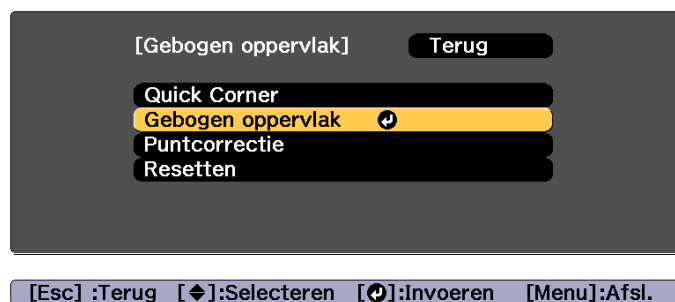 [Gebogen oppervlak] Terug
Quick Corner
Gebogen oppervlak
Puntcorrectie
Resetten
[Esc] :Terug [◆]:Selecteren [↵]:Invoeren [Menu]:Afsl.